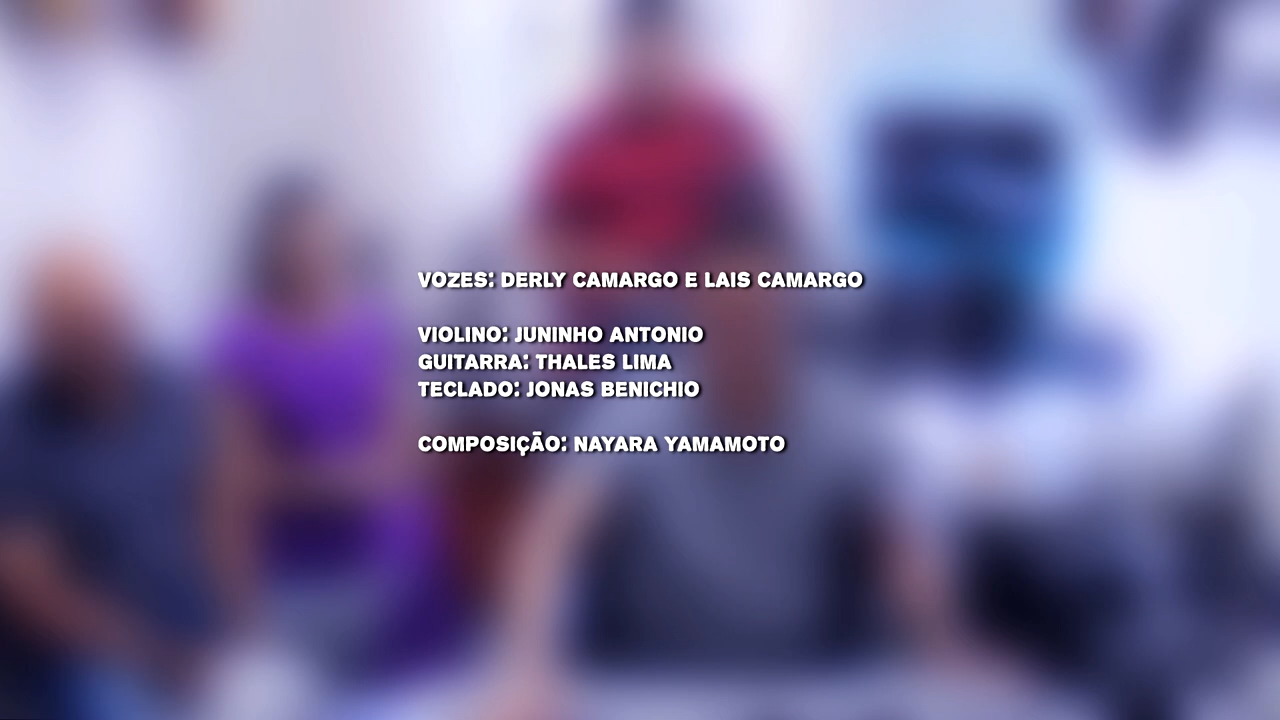 VOZES: DERLY CAMARGO E LAIS CAMARGO
VIOLINO: JUNINHO ANTONIO
GUITARRA: THALES LIMA
TECLADO: JONAS BENICHIO
COMPOSIÇÃO: NAYARA YAMAMOTO